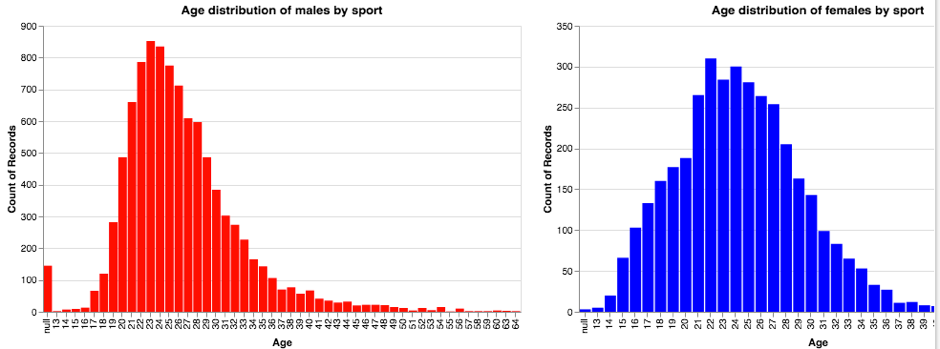 Age distribution of males by sport
900
800
700
600
500
400
300
200
100
0
Count of Records
null 13 14 15 16 17 18 19 20 21 22 23 24 25 26 27 28 29 30 31 32 33 34 35 36 37 38 39 40 41 42 43 44 45 46 47 48 49 50 51 52 53 54 55 56 57 58 59 60 63 64
Age
Age distribution of females by sport
350
300
250
200
150
100
50
0
Count of Records
null 13 14 15 16 17 18 19 20 21 22 23 24 25 26 27 28 29 30 31 32 33 34 35 36 37 38 39
Age